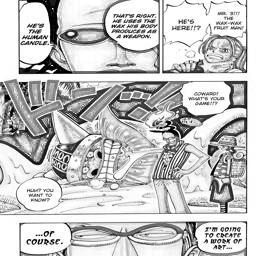 MR. 3!! THE
WAX-WAX
FRUIT MAN!
HE'S
HERE!!?
THAT'S RIGHT.
HE USES THE
WAX HIS BODY
PRODUCES AS
A WEAPON.
HE'S
THE
HUMAN
CANDLE.
COWARD!
WHAT'S YOUR
GAME!!?
HUH? YOU
WANT TO
KNOW?
I'M GOING
TO CREATE
A WORK OF
ART...
...OF
COURSE.